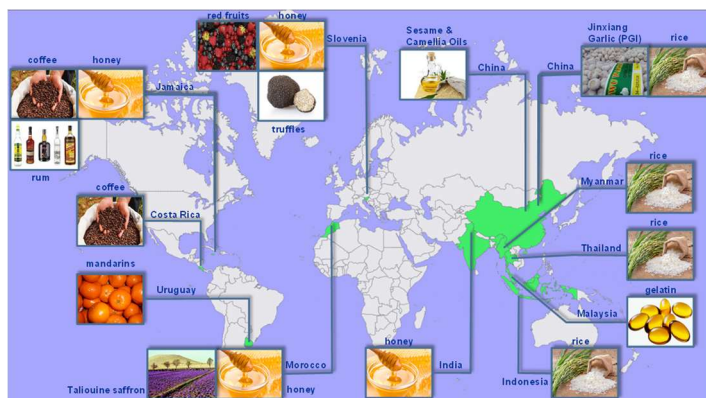 red fruits
honey
Slovenia
truffles
Sesame &
Camellia Oils
China
Jinxiang
Garlic (PGI)
rice
China
coffee
honey
Jamaica
rum
rice
Myanmar
coffee
Costa Rica
rice
Thailand
mandarins
Uruguay
gelatin
Malaysia
Taliouine saffron
Morocco
honey
honey
India
rice
Indonesia